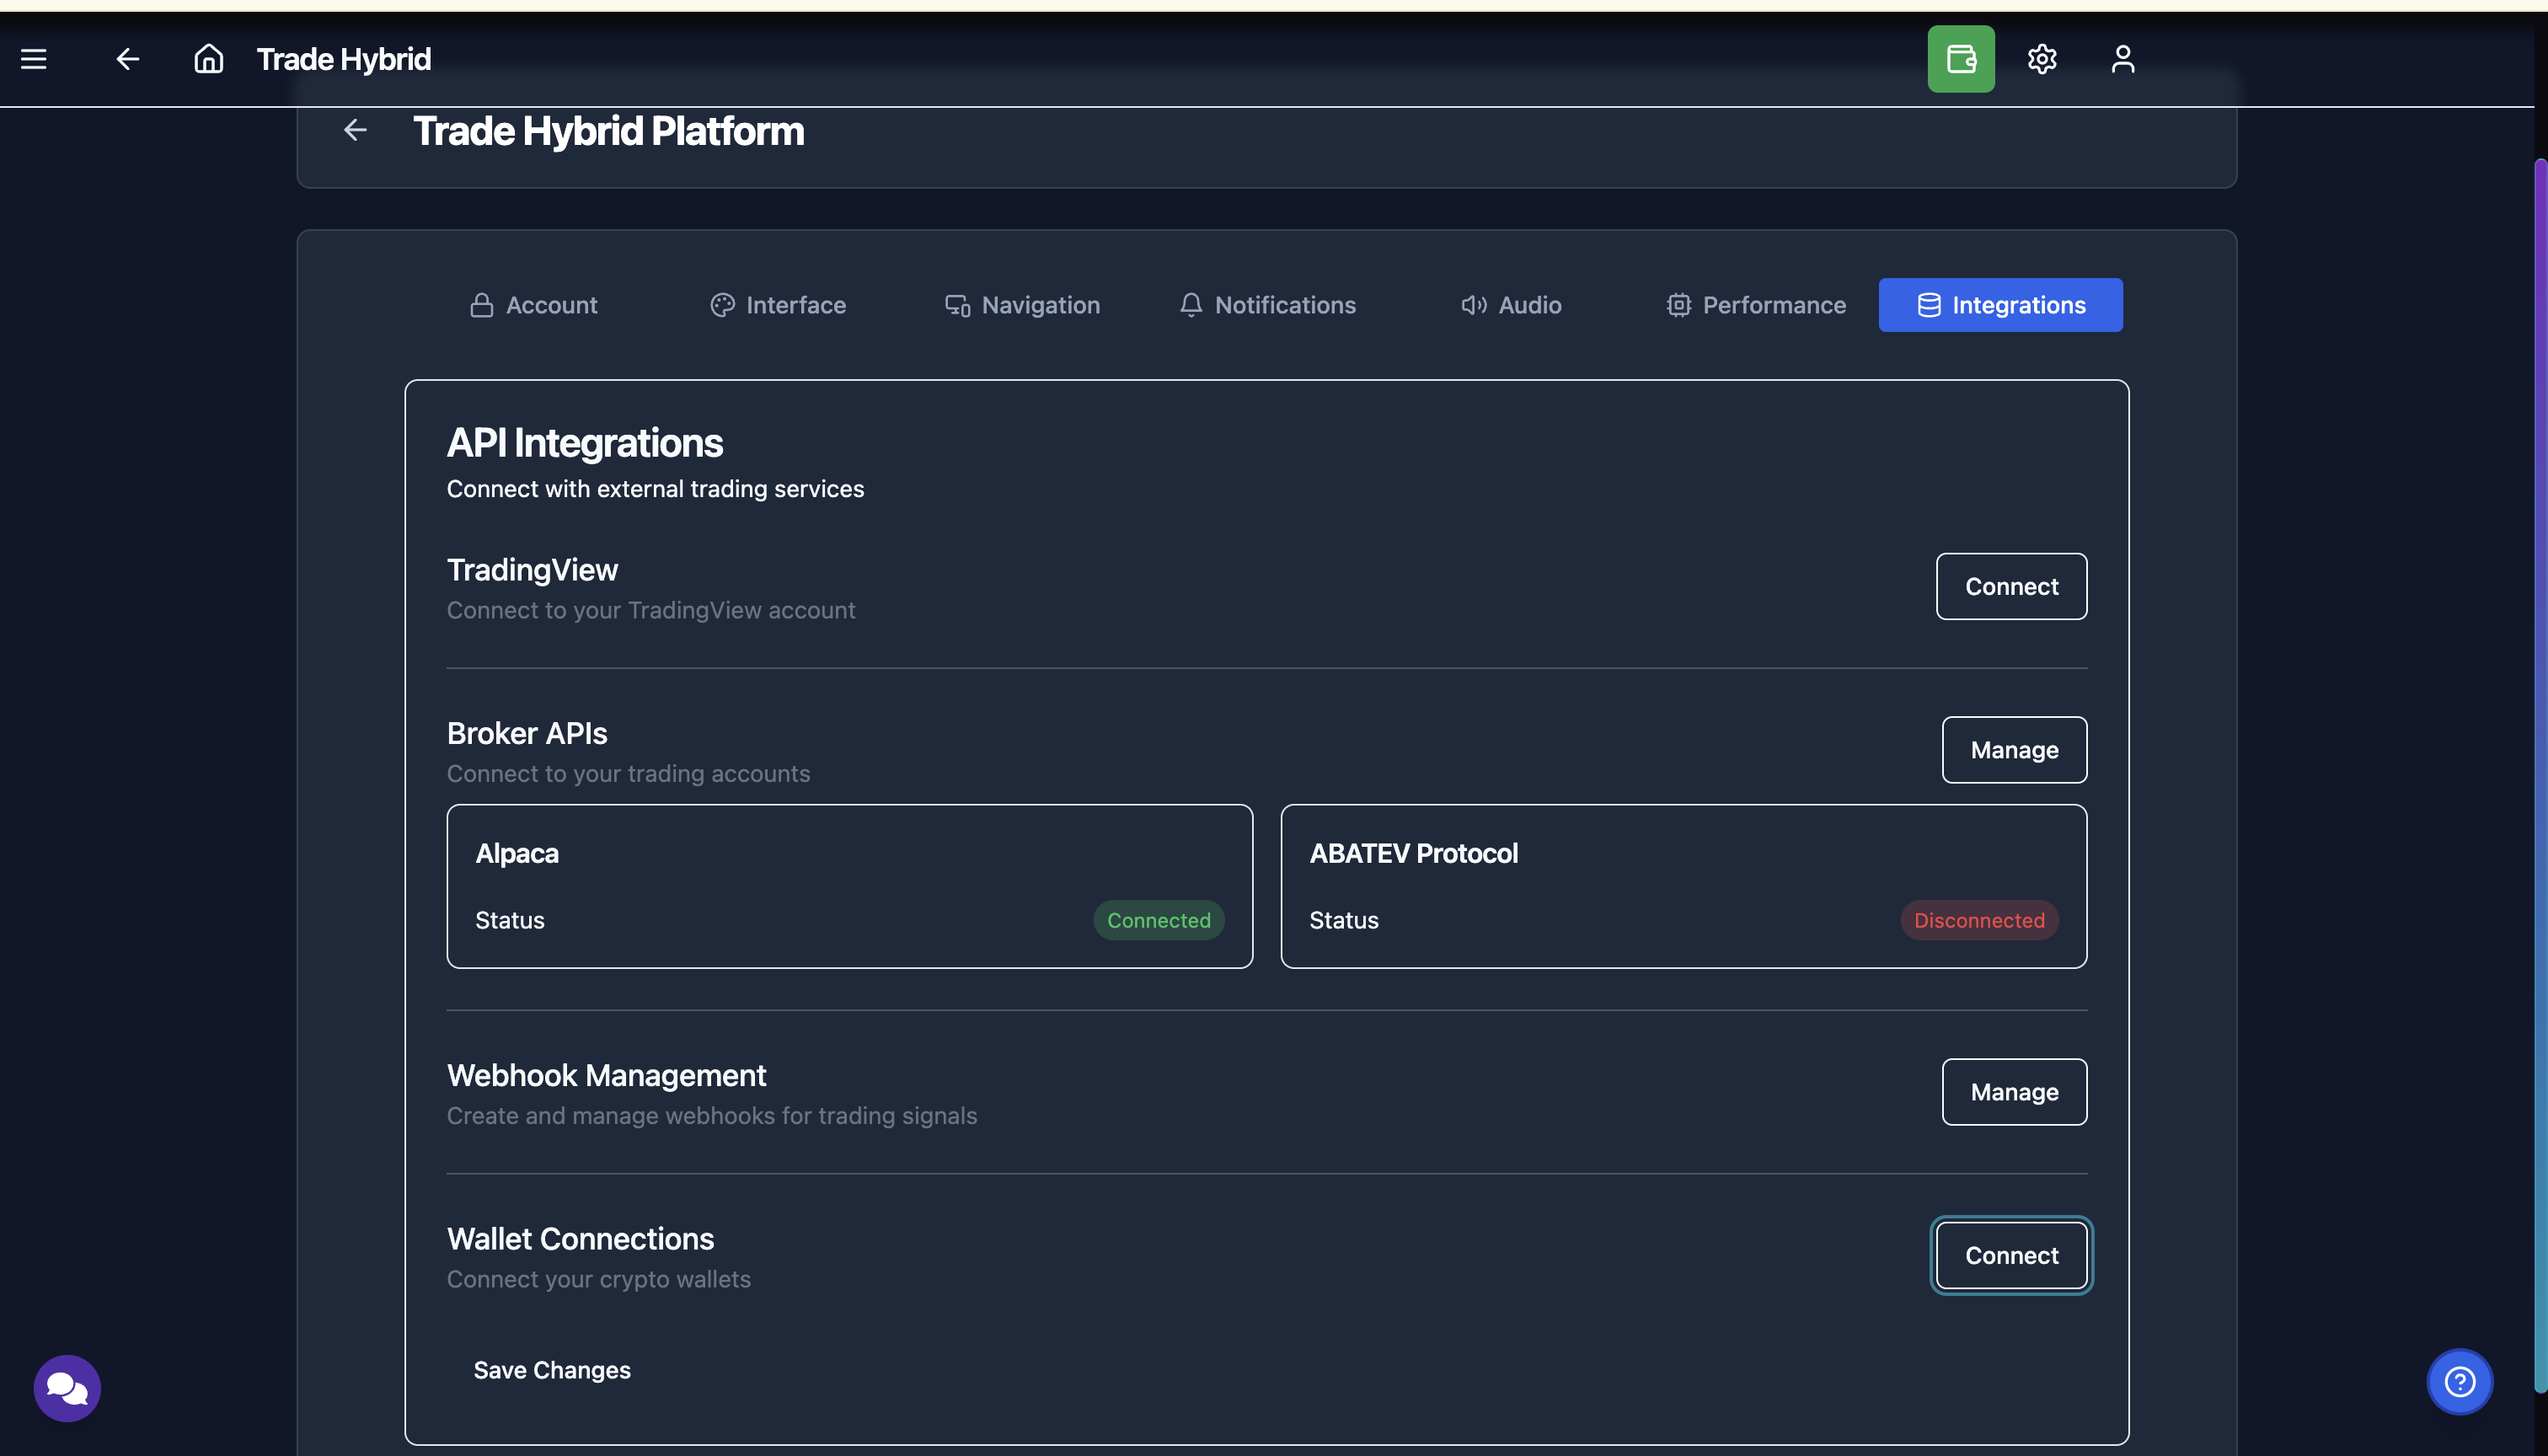 Trade Hybrid
Trade Hybrid Platform
Account
Interface
Navigation
Notifications
Audio
Performance
Integrations
API Integrations
Connect with external trading services
TradingView
Connect to your TradingView account
Connect
Broker APIs
Connect to your trading accounts
Manage
Alpaca
Status
Connected
ABATEV Protocol
Status
Disconnected
Webhook Management
Create and manage webhooks for trading signals
Manage
Wallet Connections
Connect your crypto wallets
Connect
Save Changes